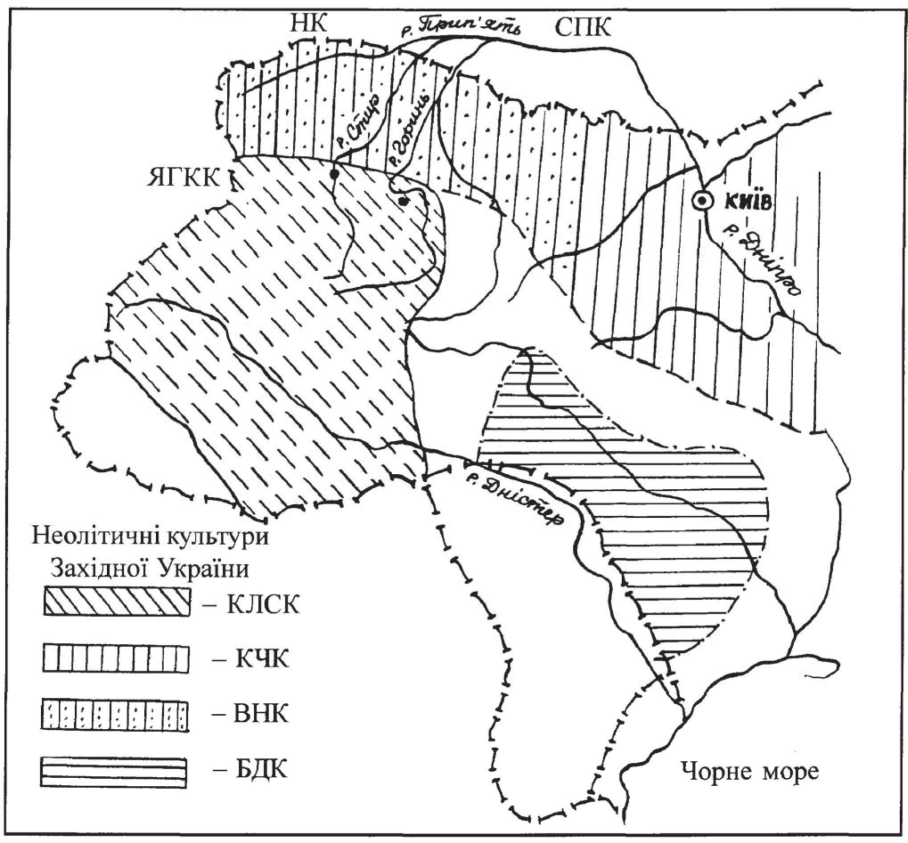 НК
р. Прип'ять
СПК
р. Стир
р. Горинь
ЯГКК
КИЇВ
р. Дніпро
р. Дністер
Неолітичні культури
Західної України
– КЛСК
– КЧК
– ВНК
– БДК
Чорне море